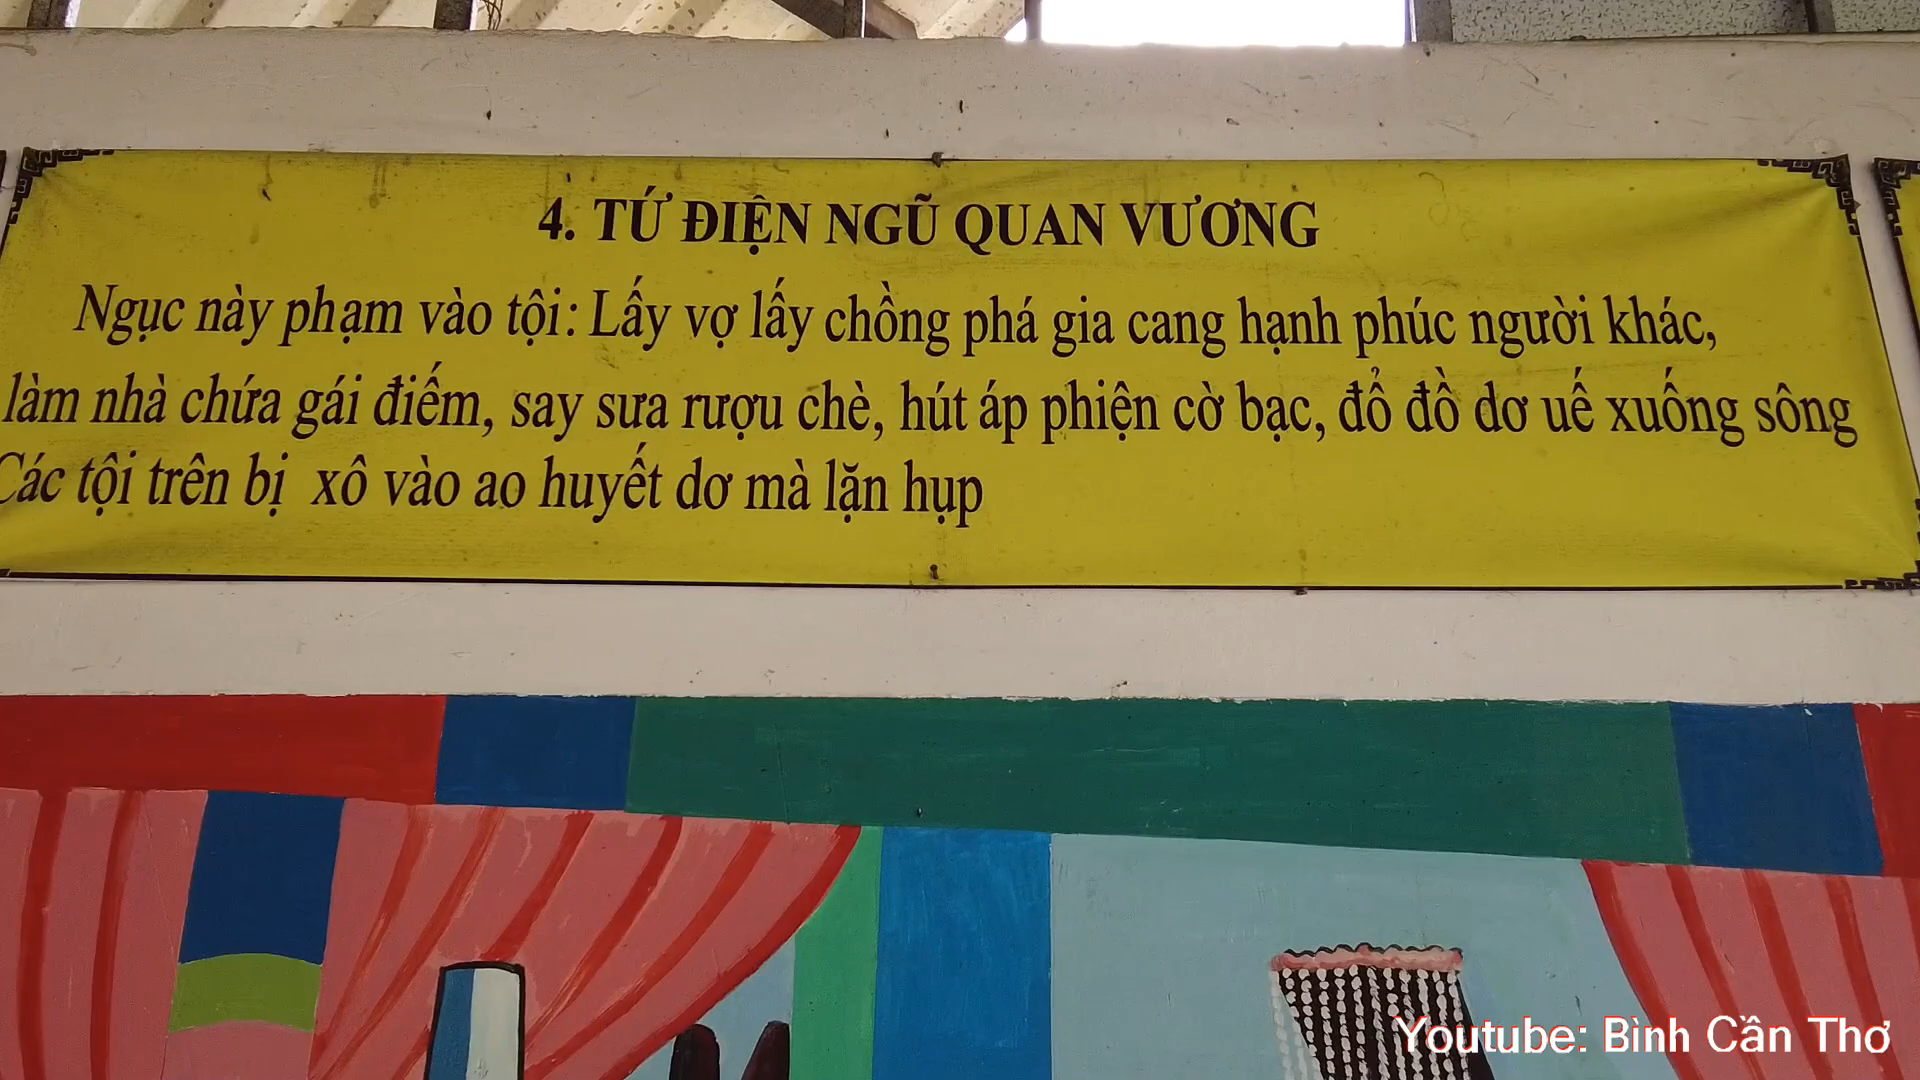 4. TỨ ĐIỆN NGŨ QUAN VƯƠNG
Ngục này phạm vào tội: Lấy vợ lấy chồng phá gia cang hạnh phúc người khác,
làm nhà chứa gái điếm, say sưa rượu chè, hút áp phiện cờ bạc, đổ đồ dơ uế xuống sông
Các tội trên bị xô vào ao huyết dơ mà lặn hụp
Youtube: Bình Cần Thơ